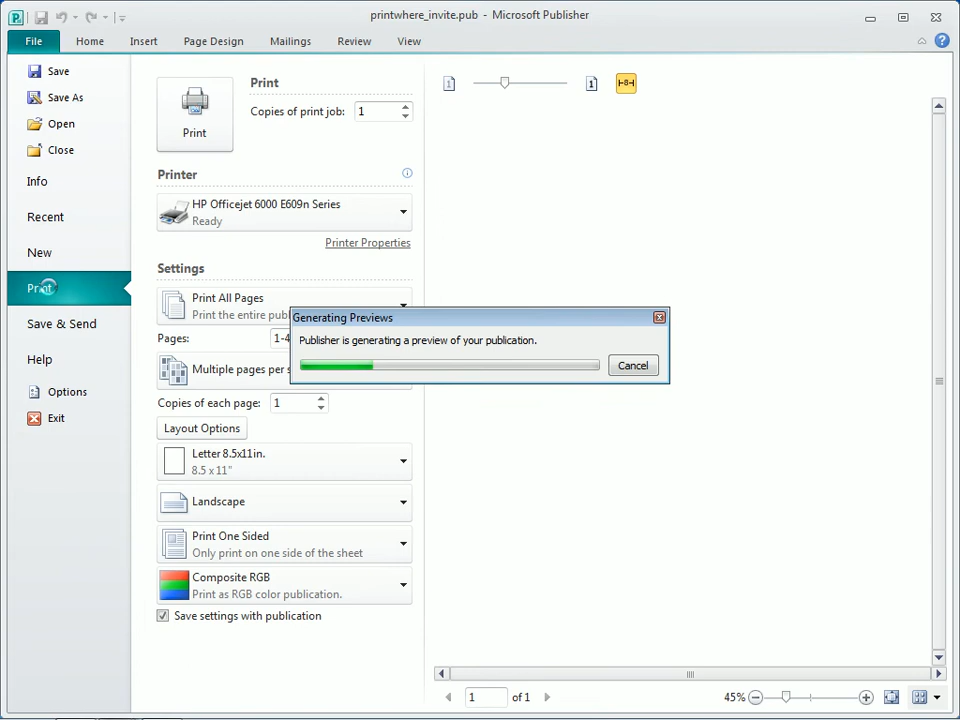 printwhere_invite.pub - Microsoft Publisher
File Home Insert Page Design Mailings Review View
Save
Save As
Open
Close
Info
Recent
New
Print
Save & Send
Help
Options
Exit
Print
Print
Copies of print job: 1
Printer
HP Officejet 6000 E609n Series
Ready
Printer Properties
Settings
Print All Pages
Print the entire publ
Pages: 1-4
Multiple pages per s
Copies of each page: 1
Layout Options
Letter 8.5x11in.
8.5 x 11"
Landscape
Print One Sided
Only print on one side of the sheet
Composite RGB
Print as RGB color publication.
Save settings with publication
1 1
Generating Previews
Publisher is generating a preview of your publication.
Cancel
1 of 1 45%